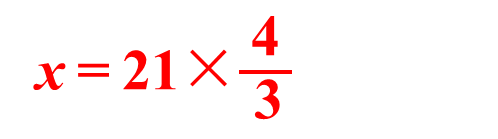 x = 21 × 4/3